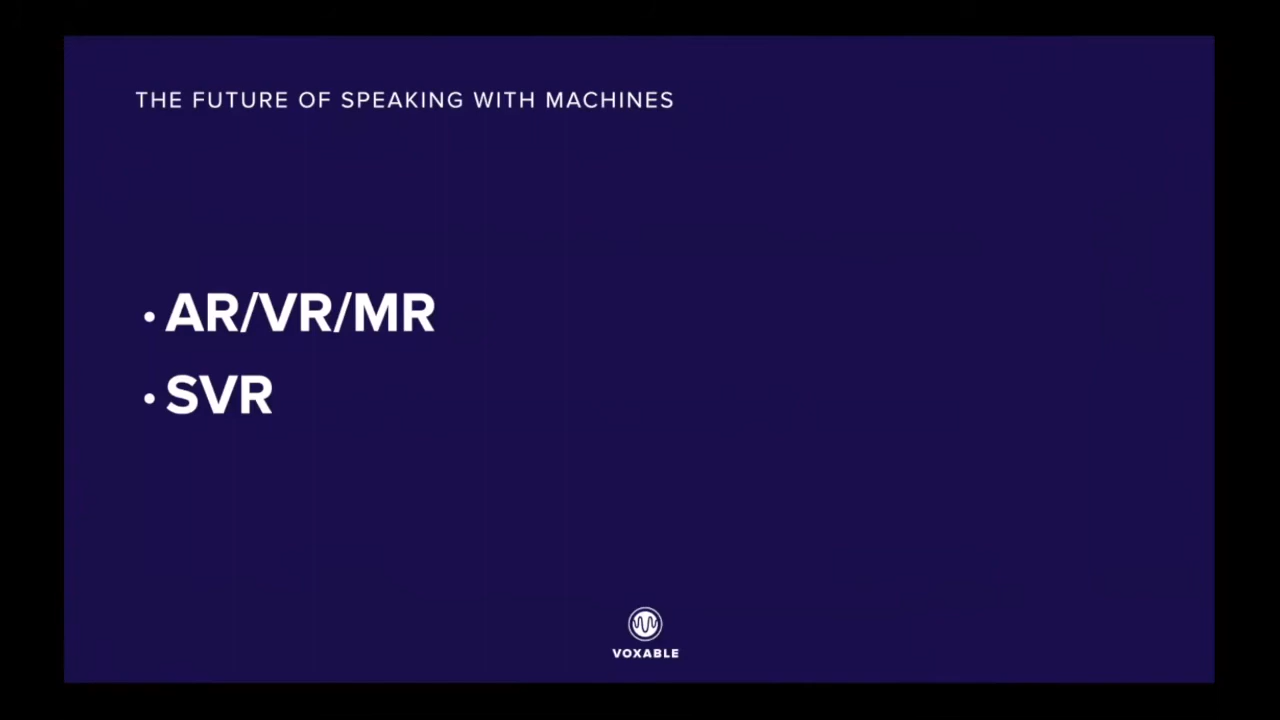 THE FUTURE OF SPEAKING WITH MACHINES
• AR/VR/MR
• SVR
VOXABLE